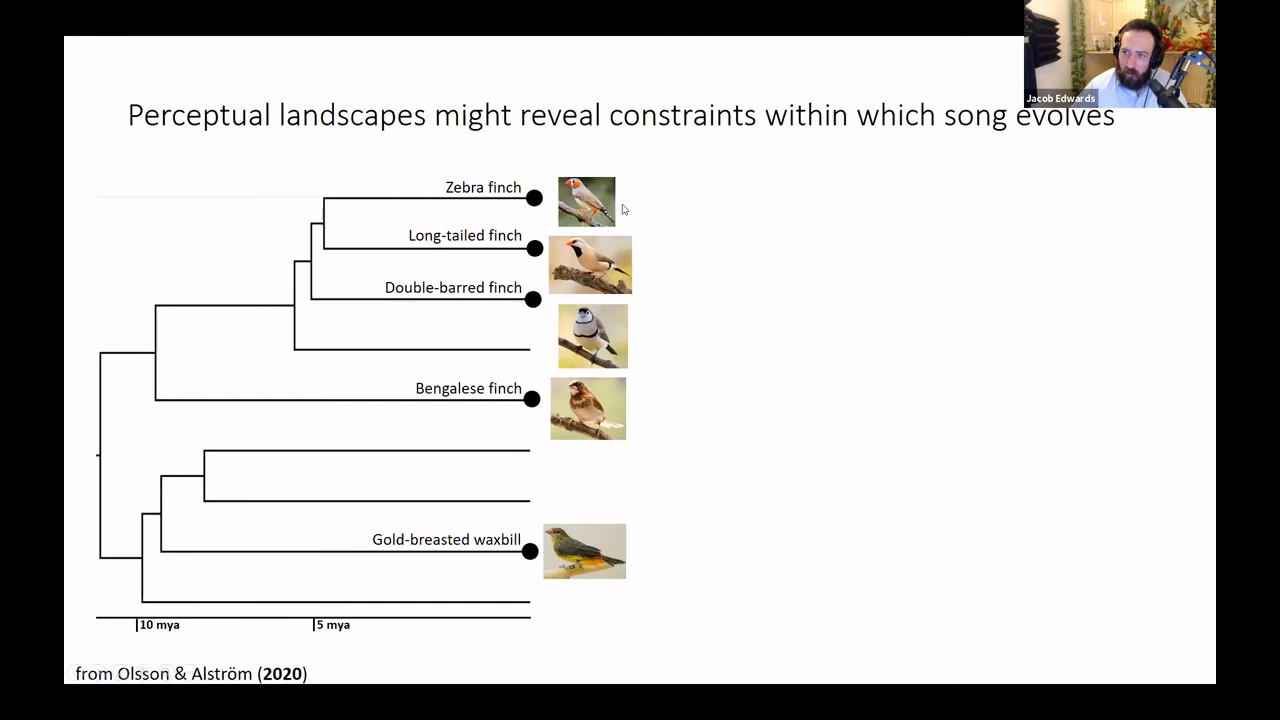 Jacob Edwards
Perceptual landscapes might reveal constraints within which song evolves
Zebra finch
Long-tailed finch
Double-barred finch
Bengalese finch
Gold-breasted waxbill
10 mya
5 mya
from Olsson & Alström (2020)